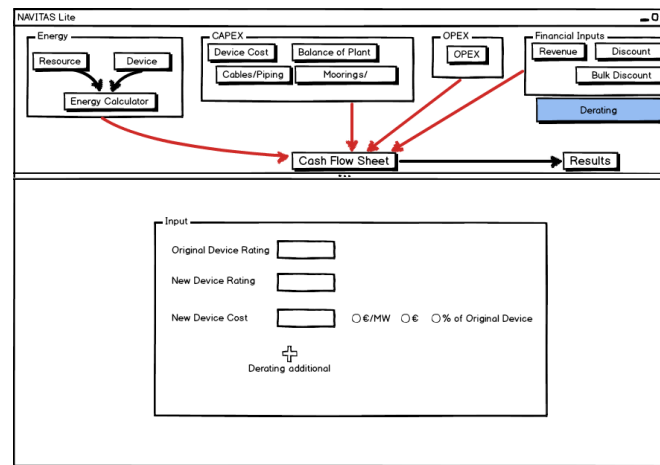 NAVITAS Lite
Energy
Resource
Device
Energy Calculator
CAPEX
Device Cost
Balance of Plant
Cables/Piping
Moorings/
OPEX
OPEX
Financial Inputs
Revenue
Discount
Bulk Discount
Derating
Cash Flow Sheet
Results
Input
Original Device Rating
New Device Rating
New Device Cost
€/MW
€
% of Original Device
Derating additional